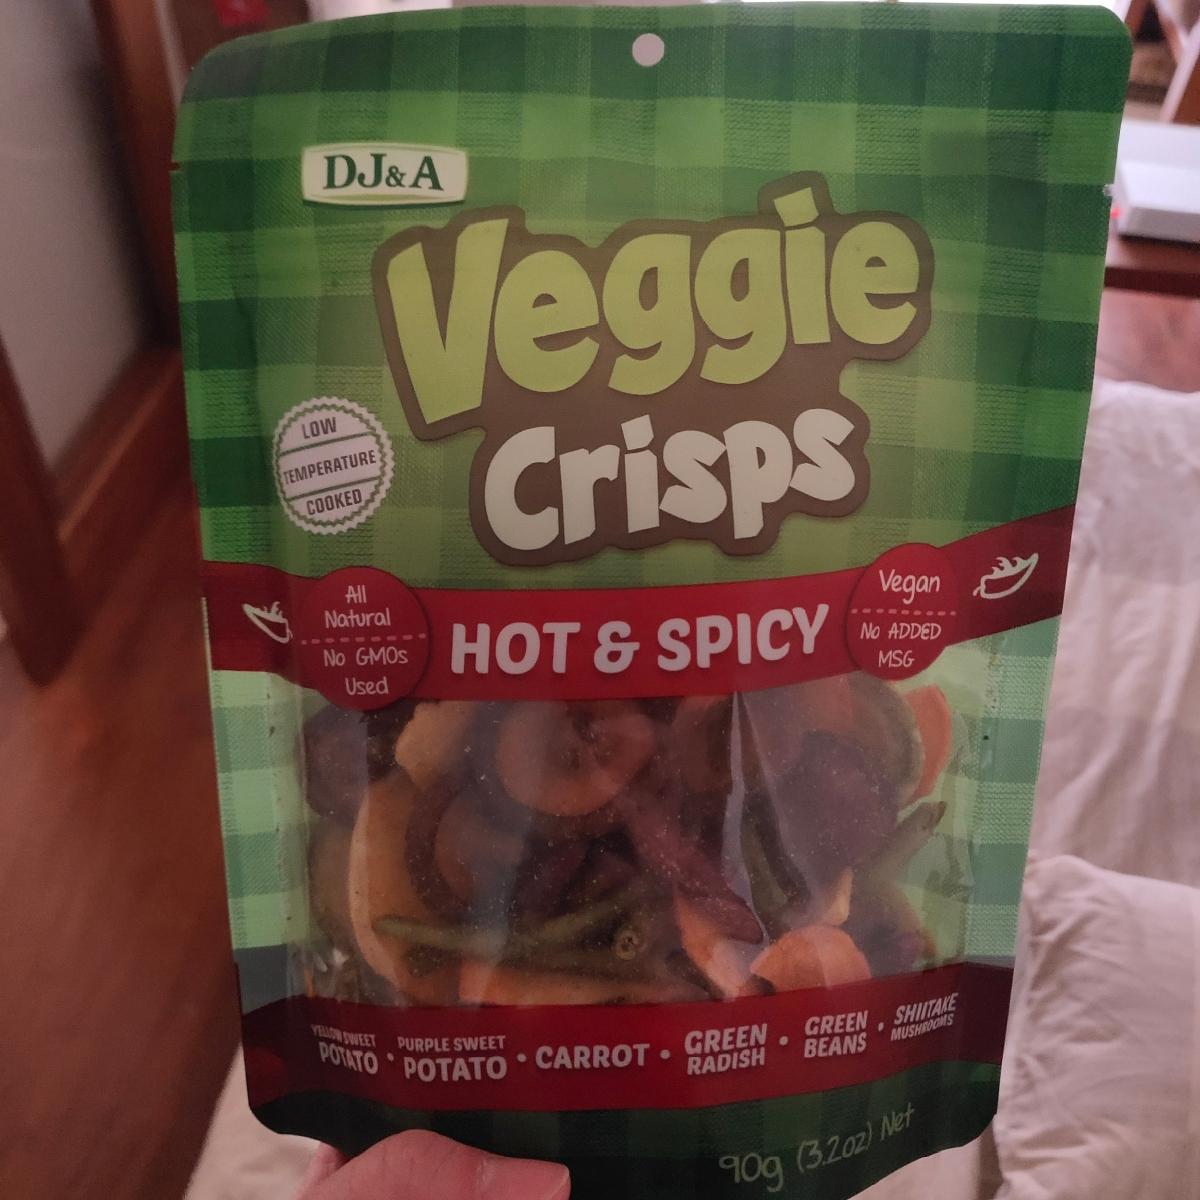 DJ&A
Veggie
Crisps
LOW
TEMPERATURE
COOKED
All
Natural
No GMOs
Used
HOT & SPICY
Vegan
No ADDED
MSG
YELLOW SWEET
POTATO
•
PURPLE SWEET
POTATO
•
CARROT
•
GREEN
RADISH
•
GREEN
BEANS
•
SHIITAKE
MUSHROOMS
90g (3.2oz) Net